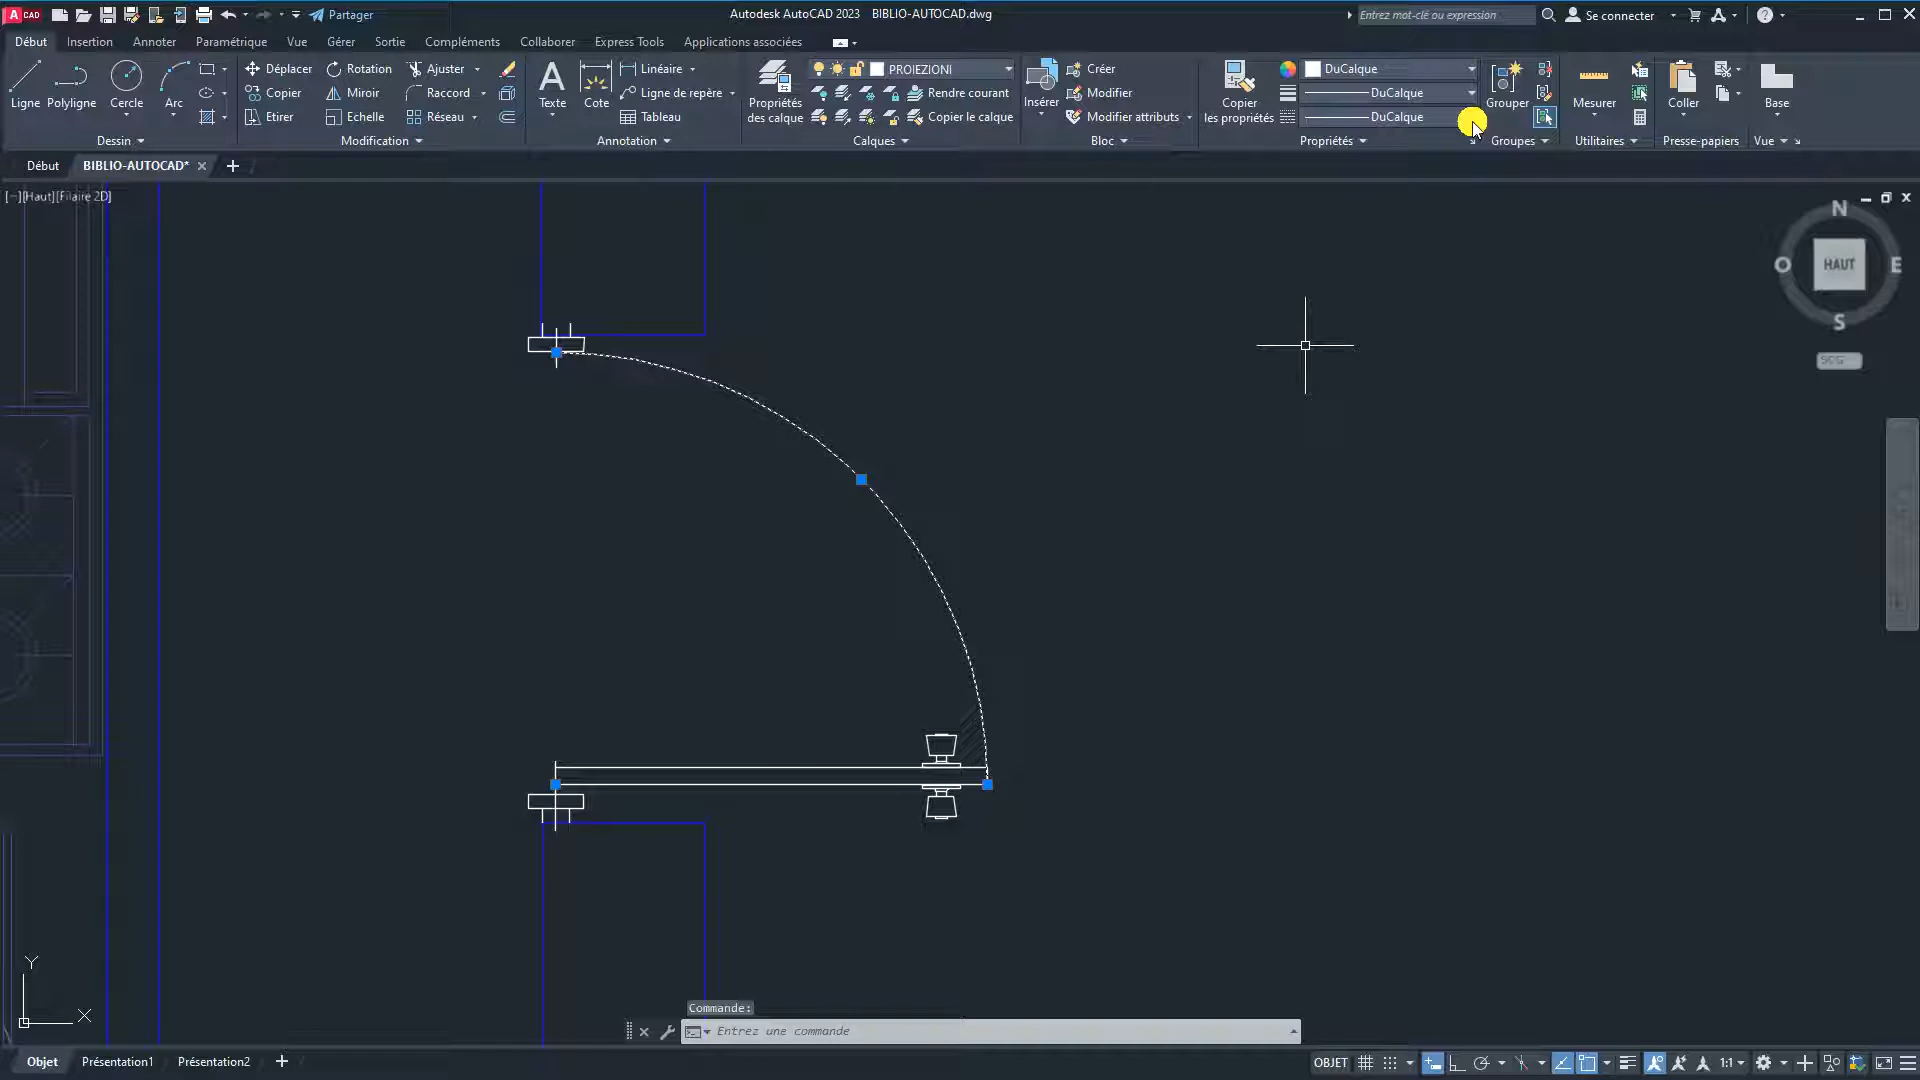 CAD
Partager
Autodesk AutoCAD 2023 BIBLIO-AUTOCAD.dwg
Entrez mot-clé ou expression
Se connecter
Début Insertion Annoter Paramétrique Vue Gérer Sortie Compléments Collaborer Express Tools Applications associées
Ligne Polyligne Cercle Arc
Déplacer Rotation Ajuster
Copier Miroir Raccord
Etirer Echelle Réseau
Texte Cote
Linéaire
Ligne de repère
Tableau
Propriétés
de calque
PROIEZIONI
Rendre courant
Copier le calque
Insérer
Créer
Modifier
Modifier attributs
Copier
les propriétés
DuCalque
DuCalque
DuCalque
Grouper
Mesurer
Coller
Base
Dessin Modification Annotation Calques Bloc Propriétés Groupes Utilitaires Presse-papiers Vue
Début BIBLIO-AUTOCAD*
[−][Haut][Filaire 2D]
N
O HAUT E
S
SCG
Y
X
Commande:
Entrez une commande
Objet Présentation1 Présentation2
OBJET 1:1